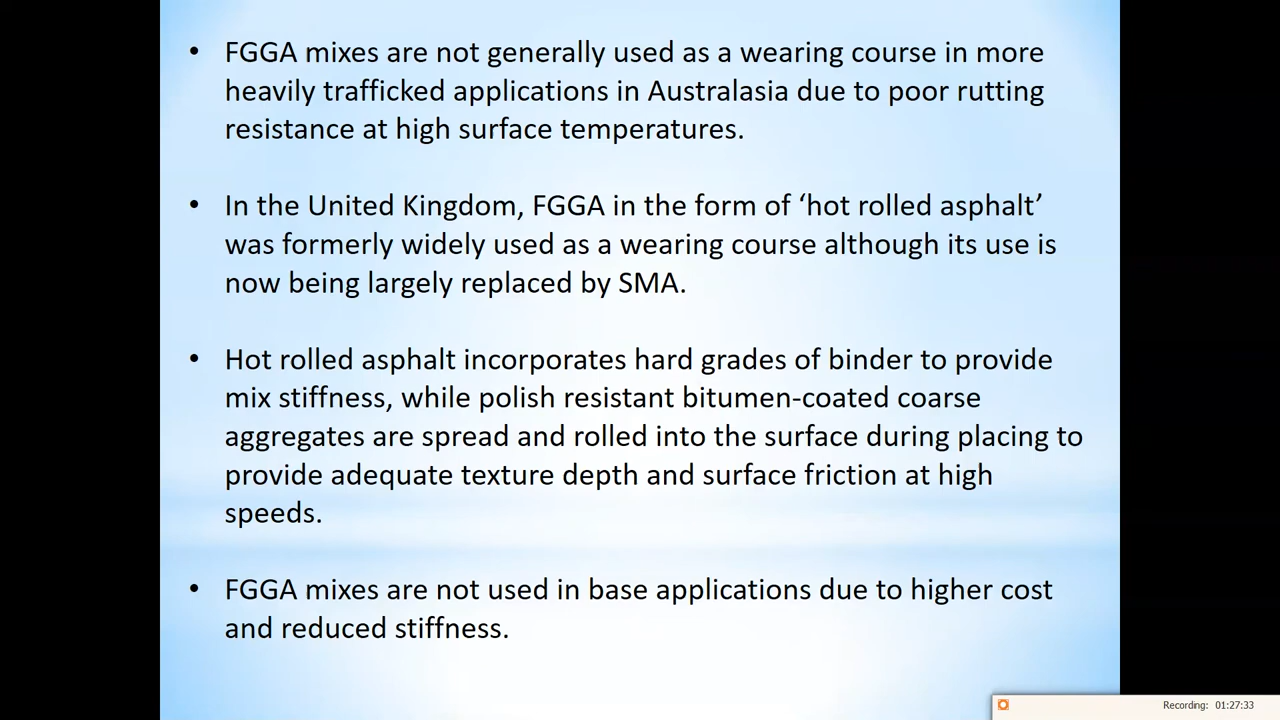 • FGGA mixes are not generally used as a wearing course in more
heavily trafficked applications in Australasia due to poor rutting
resistance at high surface temperatures.
• In the United Kingdom, FGGA in the form of ‘hot rolled asphalt’
was formerly widely used as a wearing course although its use is
now being largely replaced by SMA.
• Hot rolled asphalt incorporates hard grades of binder to provide
mix stiffness, while polish resistant bitumen-coated coarse
aggregates are spread and rolled into the surface during placing to
provide adequate texture depth and surface friction at high
speeds.
• FGGA mixes are not used in base applications due to higher cost
and reduced stiffness.
Recording: 01:27:33